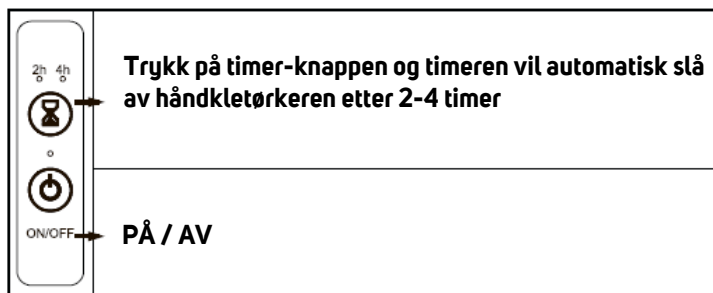 2h 4h
Trykk på timer-knappen og timeren vil automatisk slå
av håndkletørkeren etter 2-4 timer
ON/OFF
PÅ / AV